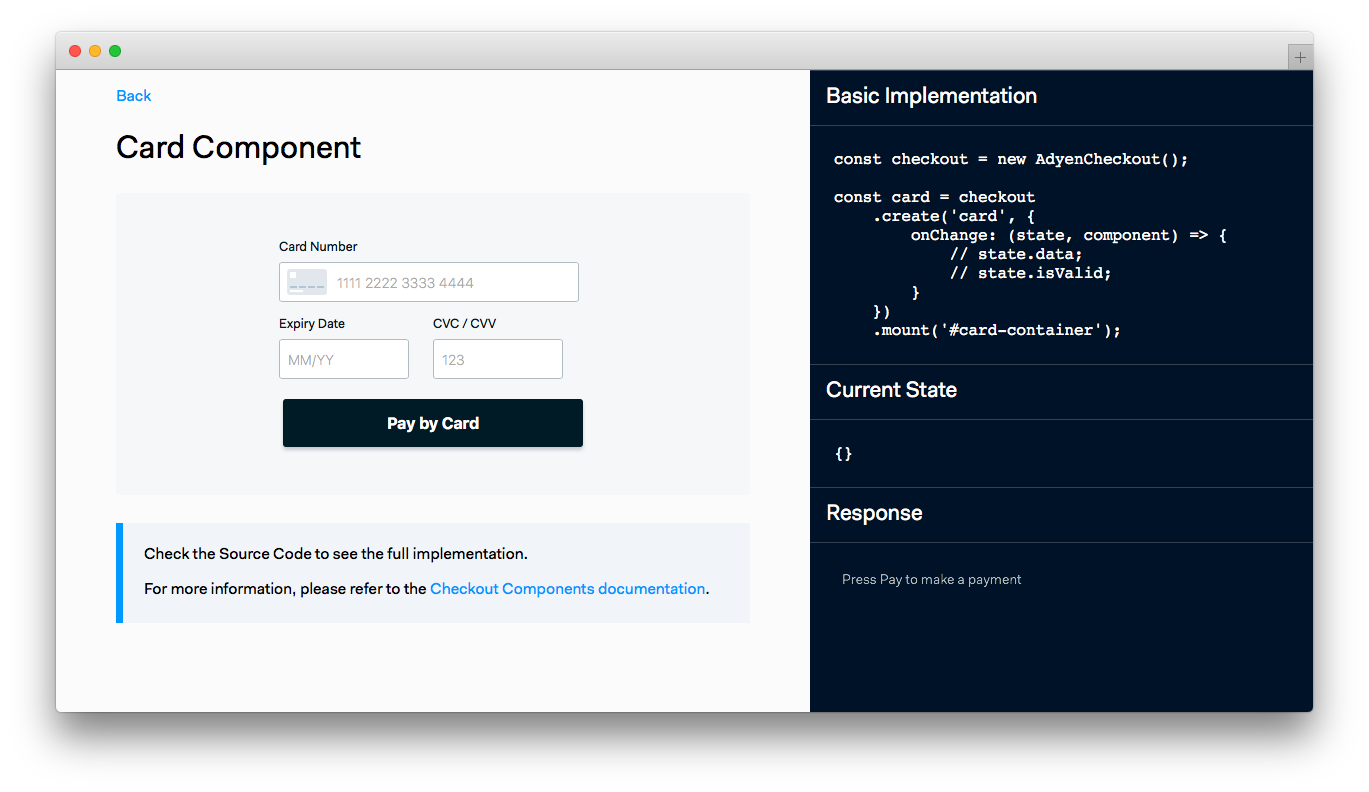 Back
Card Component
Card Number
1111 2222 3333 4444
Expiry Date
CVC / CVV
MM/YY
123
Pay by Card
Check the Source Code to see the full implementation.
For more information, please refer to the Checkout Components documentation.
Basic Implementation
const checkout = new AdyenCheckout();
const card = checkout
    .create('card', {
        onChange: (state, component) => {
            // state.data;
            // state.isValid;
        }
    })
    .mount('#card-container');
Current State
{}
Response
Press Pay to make a payment